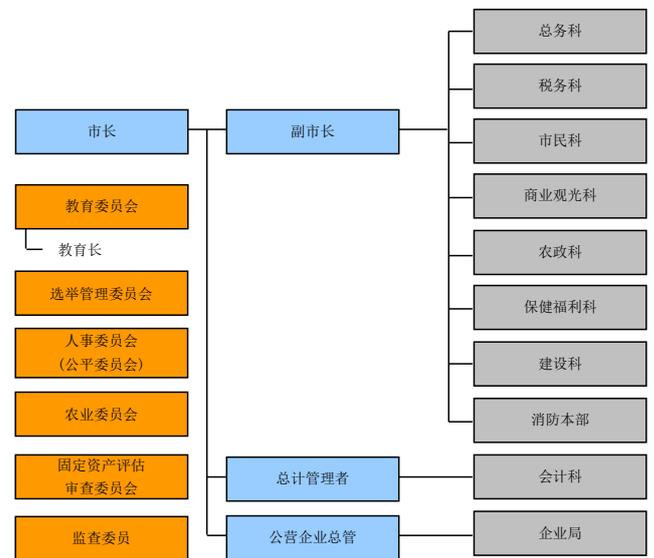 市长
副市长
总务科
税务科
市民科
商业观光科
农政科
保健福利科
建设科
消防本部
教育委员会
教育长
选举管理委员会
人事委员会
(公平委员会)
农业委员会
固定资产评估
审查委员会
监查委员
总计管理者
会计科
公营企业总管
企业局